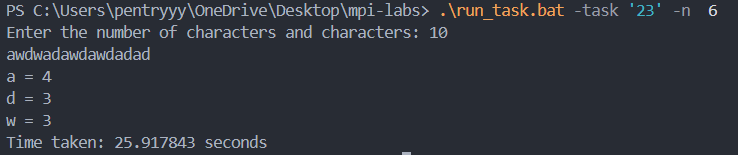 PS C:\Users\pentryyy\OneDrive\Desktop\mpi-labs> .\run_task.bat -task '23' -n  6
Enter the number of characters and characters: 10
awdwadawdawdadad
a = 4
d = 3
w = 3
Time taken: 25.917843 seconds